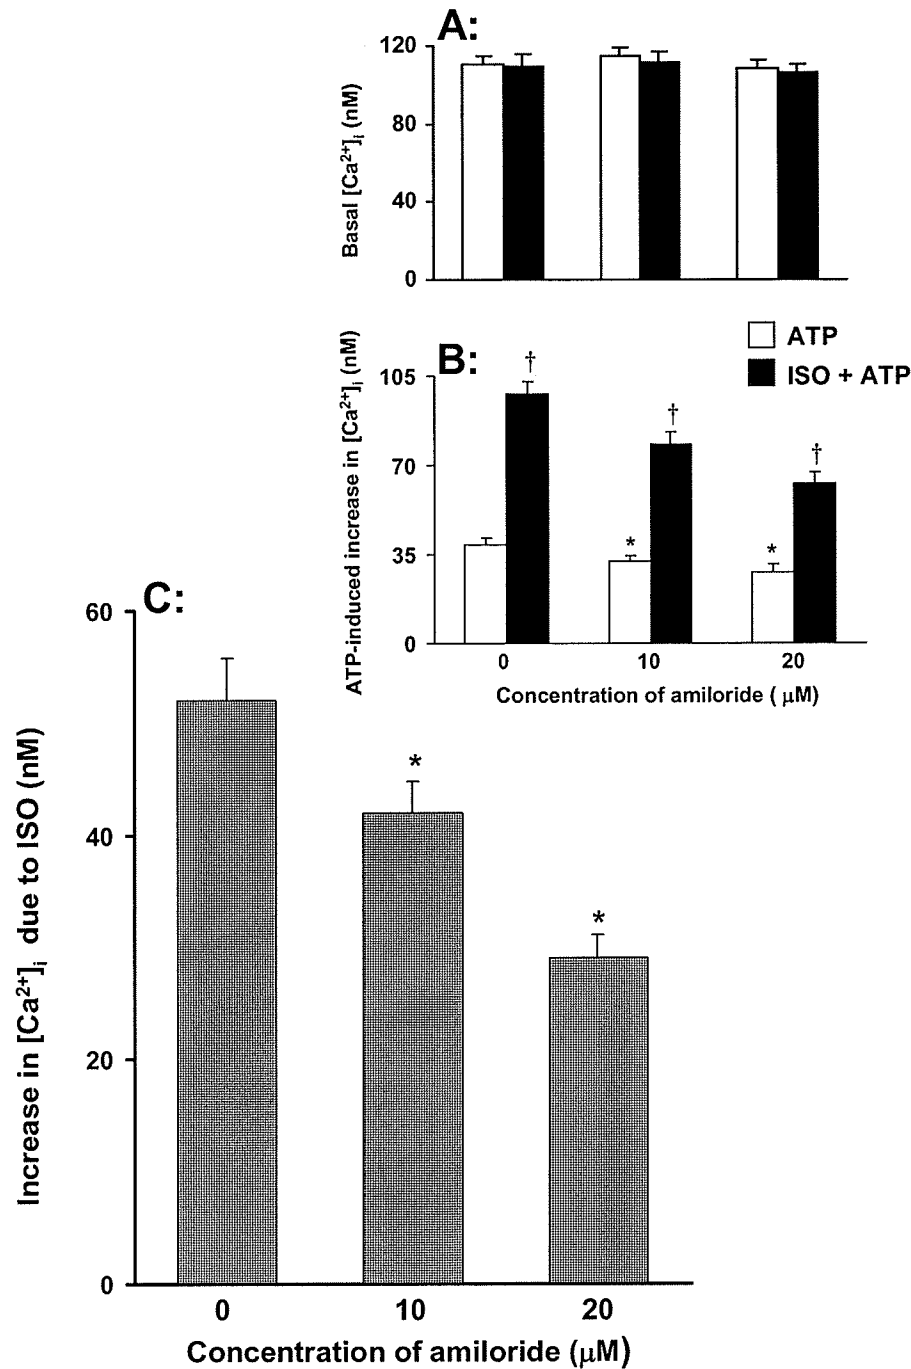 A:
Basal [Ca²⁺]ᵢ (nM)
120
80
40
0
ATP
ISO + ATP
B:
ATP-induced increase in [Ca²⁺]ᵢ (nM)
105
70
35
0
†
†
†
*
*
0 10 20
Concentration of amiloride ( μM)
C:
Increase in [Ca²⁺]ᵢ due to ISO (nM)
60
40
20
0
*
*
0 10 20
Concentration of amiloride (μM)